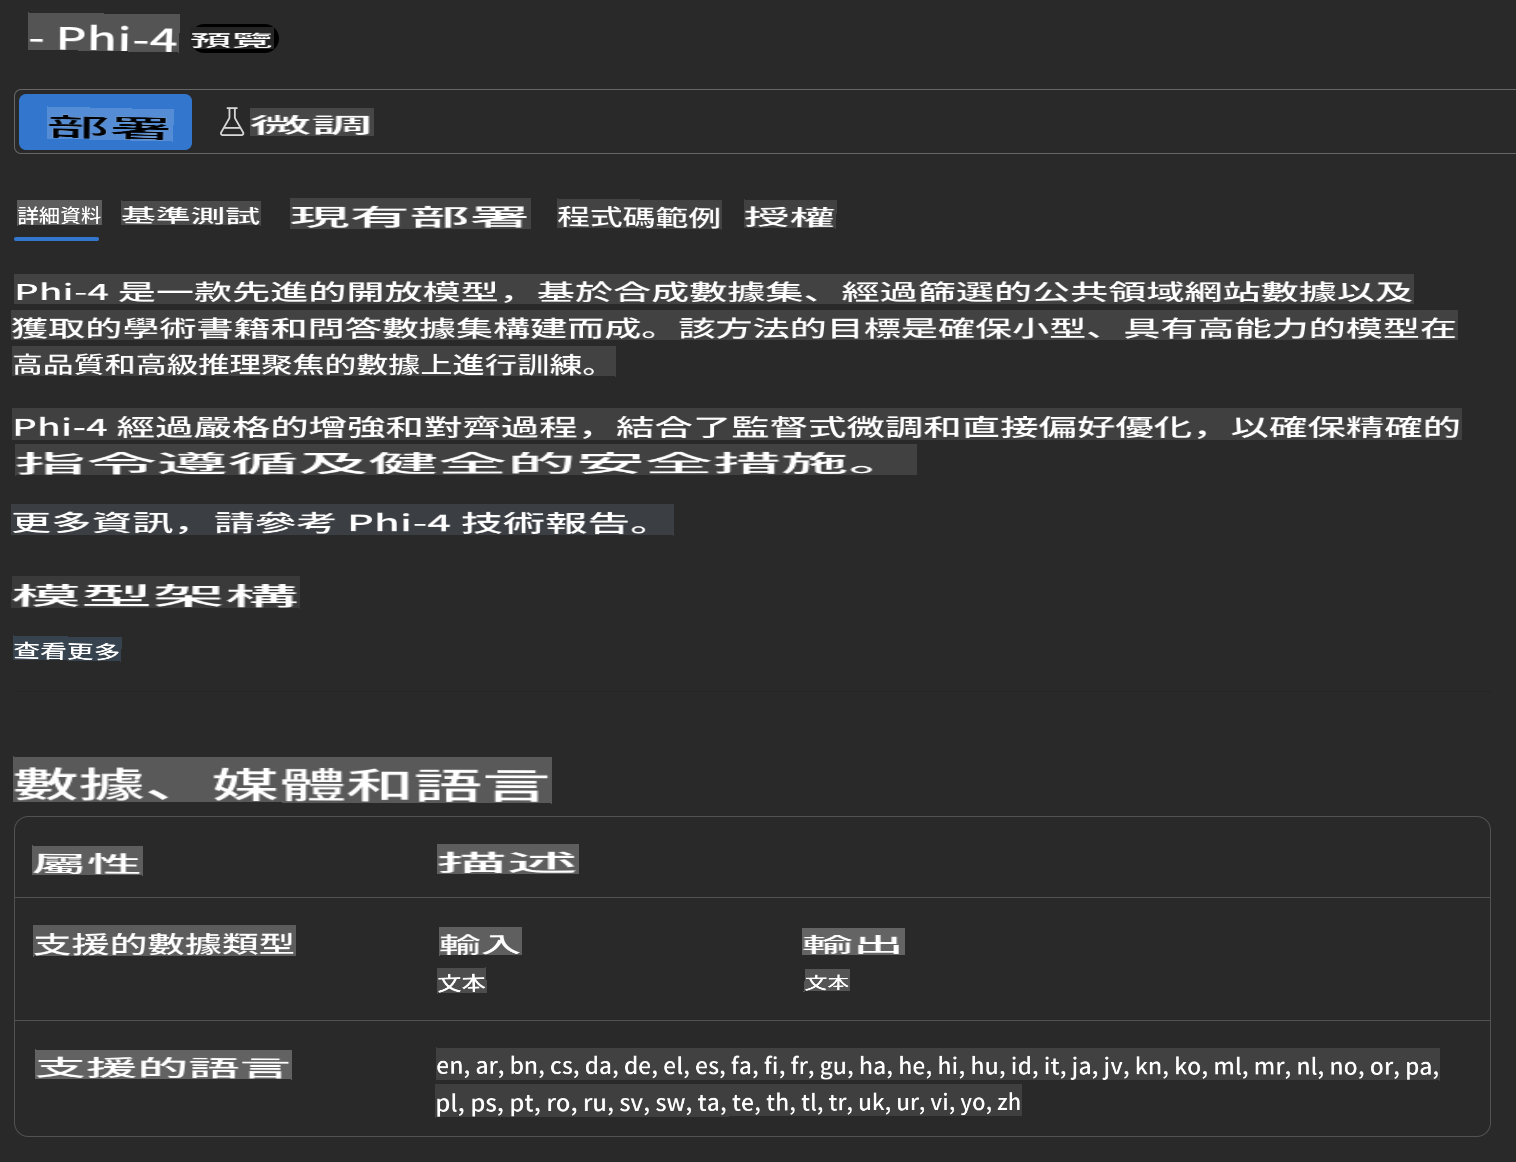 - Phi-4 預覽
部署 微調
詳細資料 基準測試 現有部署 程式碼範例 授權
Phi-4 是一款先進的開放模型，基於合成數據集、經過篩選的公共領域網站數據以及
獲取的學術書籍和問答數據集構建而成。該方法的目標是確保小型、具有高能力的模型在
高品質和高級推理聚焦的數據上進行訓練。
Phi-4 經過嚴格的增強和對齊過程，結合了監督式微調和直接偏好優化，以確保精確的
指令遵循及健全的安全措施。
更多資訊，請參考 Phi-4 技術報告。
模型架構
查看更多
數據、媒體和語言
屬性 描述
支援的數據類型 輸入 輸出
文本 文本
支援的語言 en, ar, bn, cs, da, de, el, es, fa, fi, fr, gu, ha, he, hi, hu, id, it, ja, jv, kn, ko, ml, mr, nl, no, or, pa,
pl, ps, pt, ro, ru, sv, sw, ta, te, th, tl, tr, uk, ur, vi, yo, zh